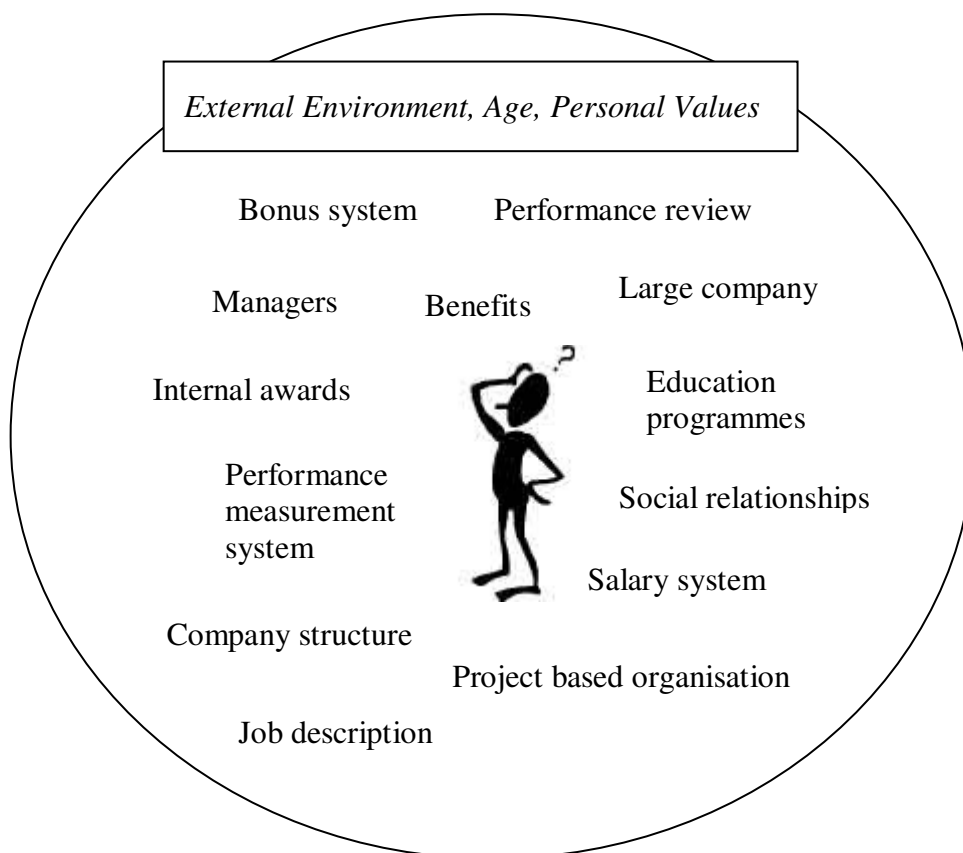 External Environment, Age, Personal Values
Bonus system
Performance review
Managers
Benefits
Large company
?
Internal awards
Education
programmes
Performance
measurement
system
Social relationships
Salary system
Company structure
Project based organisation
Job description